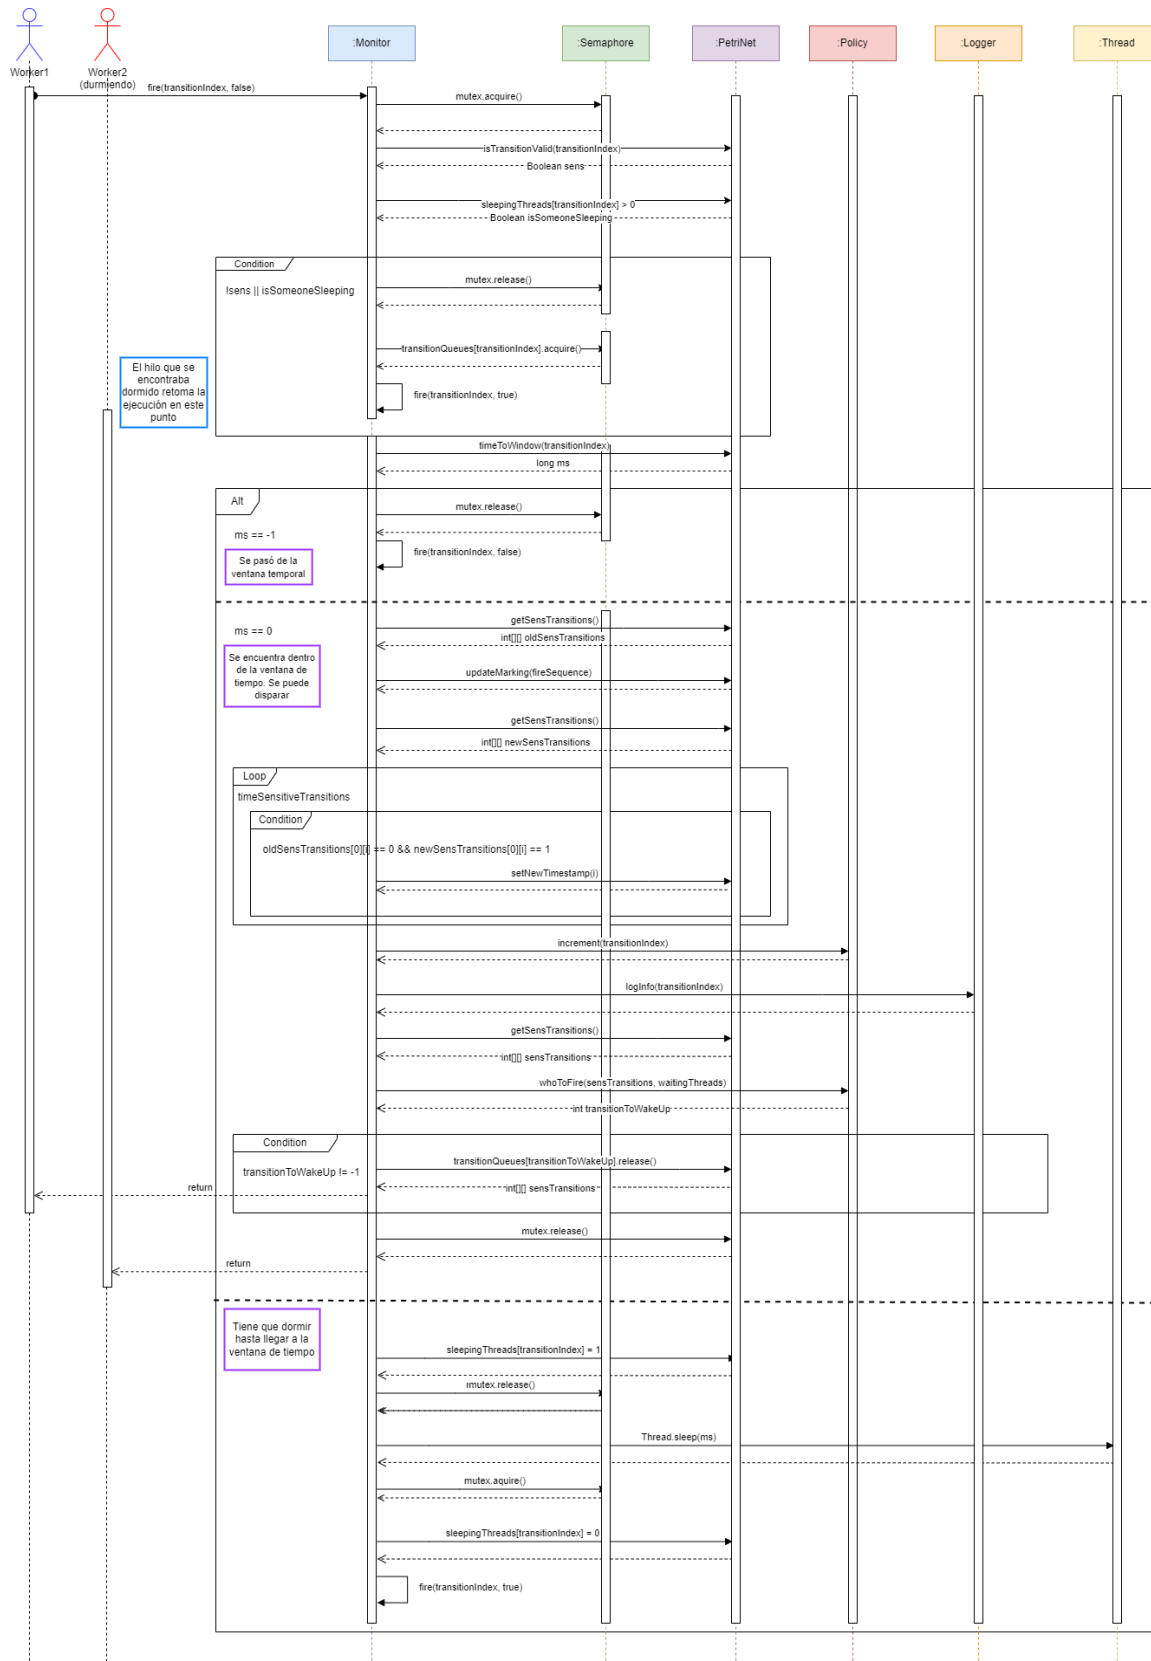 :Monitor
:Semaphore
:PetriNet
:Policy
:Logger
:Thread
Worker1
Worker2
(durmiendo)
fire(transitionIndex, false)
mutex.acquire()
isTransitionValid(transitionIndex)
Boolean sens
sleepingThreads[transitionIndex] > 0
Boolean isSomeoneSleeping
Condition
!sens || isSomeoneSleeping
mutex.release()
transitionQueues[transitionIndex].acquire()
El hilo que se
encontraba
dormido retoma la
ejecución en este
punto
fire(transitionIndex, true)
timeToWindow(transitionIndex)
long ms
Alt
mutex.release()
ms == -1
fire(transitionIndex, false)
Se pasó de la
ventana temporal
getSensTransitions()
ms == 0
int[][] oldSensTransitions
Se encuentra dentro
de la ventana de
tiempo. Se puede
disparar
updateMarking(fireSequence)
getSensTransitions()
int[][] newSensTransitions
Loop
timeSensitiveTransitions
Condition
oldSensTransitions[0][i] == 0 && newSensTransitions[0][i] == 1
setNewTimestamp(i)
increment(transitionIndex)
logInfo(transitionIndex)
getSensTransitions()
int[][] sensTransitions
whoToFire(sensTransitions, waitingThreads)
int transitionToWakeUp
Condition
transitionToWakeUp != -1
transitionQueues[transitionToWakeUp].release()
return
int[][] sensTransitions
mutex.release()
return
Tiene que dormir
hasta llegar a la
ventana de tiempo
sleepingThreads[transitionIndex] = 1
mutex.release()
Thread.sleep(ms)
mutex.aquire()
sleepingThreads[transitionIndex] = 0
fire(transitionIndex, true)